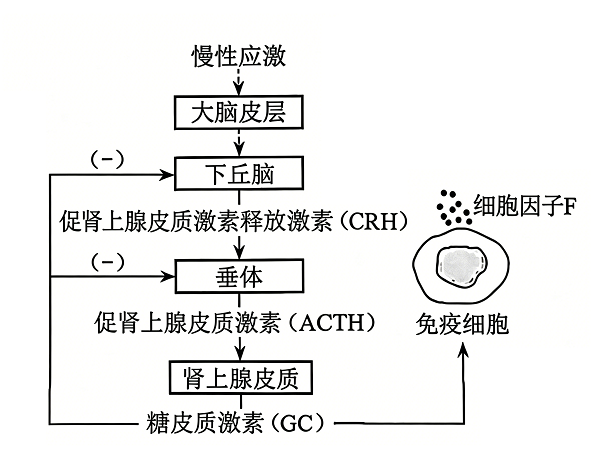 慢性应激
大脑皮层
(-)
下丘脑
细胞因子F
促肾上腺皮质激素释放激素(CRH)
(-)
垂体
促肾上腺皮质激素(ACTH)
免疫细胞
肾上腺皮质
糖皮质激素(GC)